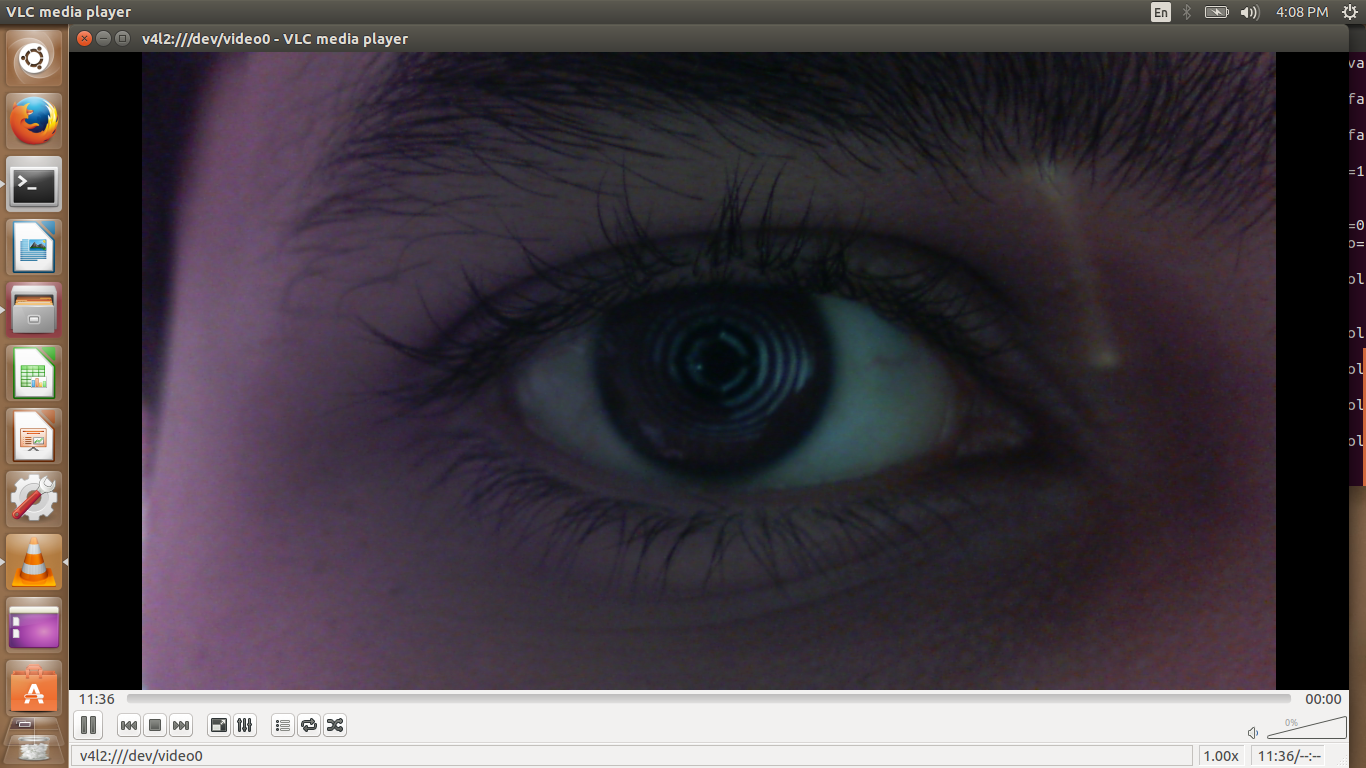 VLC media player
En
4:08 PM
v4l2:///dev/video0 - VLC media player
va
fa
fa
=1
=0
o=
ol
ol
ol
ol
ol
11:36
00:00
0%
v4l2:///dev/video0
1.00x
11:36/--:--